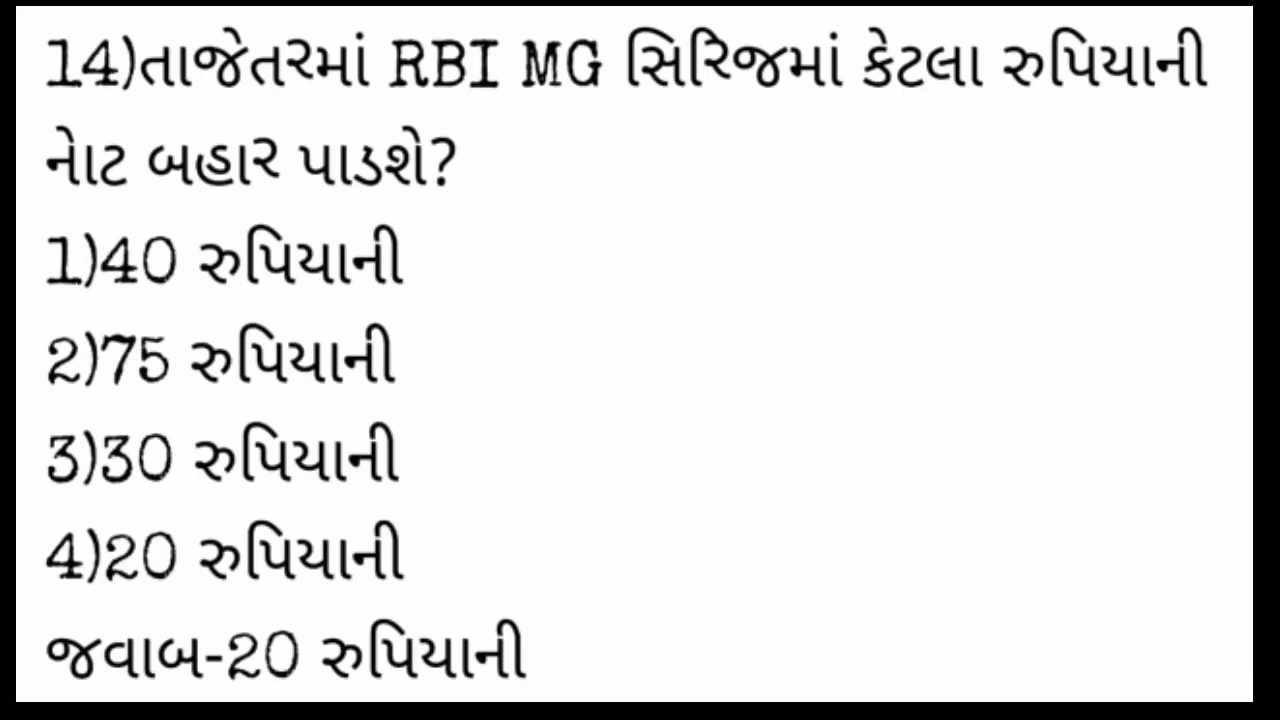 14)તાજેતરમાં RBI MG સિરિજમાં કેટલા રુપિયાની
નોટ બહાર પાડશે?
1)40 રુપિયાની
2)75 રુપિયાની
3)30 રુપિયાની
4)20 રુપિયાની
જવાબ-20 રુપિયાની